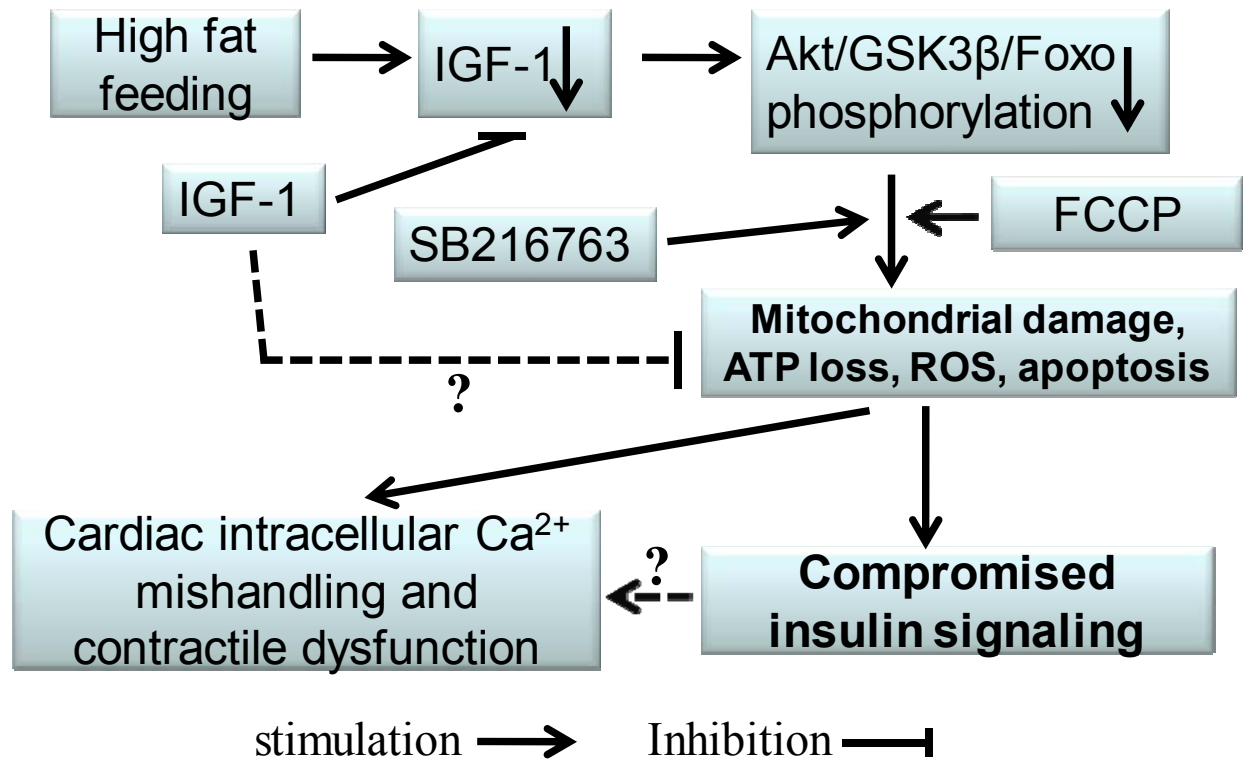 High fat
feeding
IGF-1
Akt/GSK3β/Foxo
phosphorylation
IGF-1
SB216763
FCCP
Mitochondrial damage,
ATP loss, ROS, apoptosis
?
Cardiac intracellular Ca²⁺
mishandling and
contractile dysfunction
?
Compromised
insulin signaling
stimulation
Inhibition